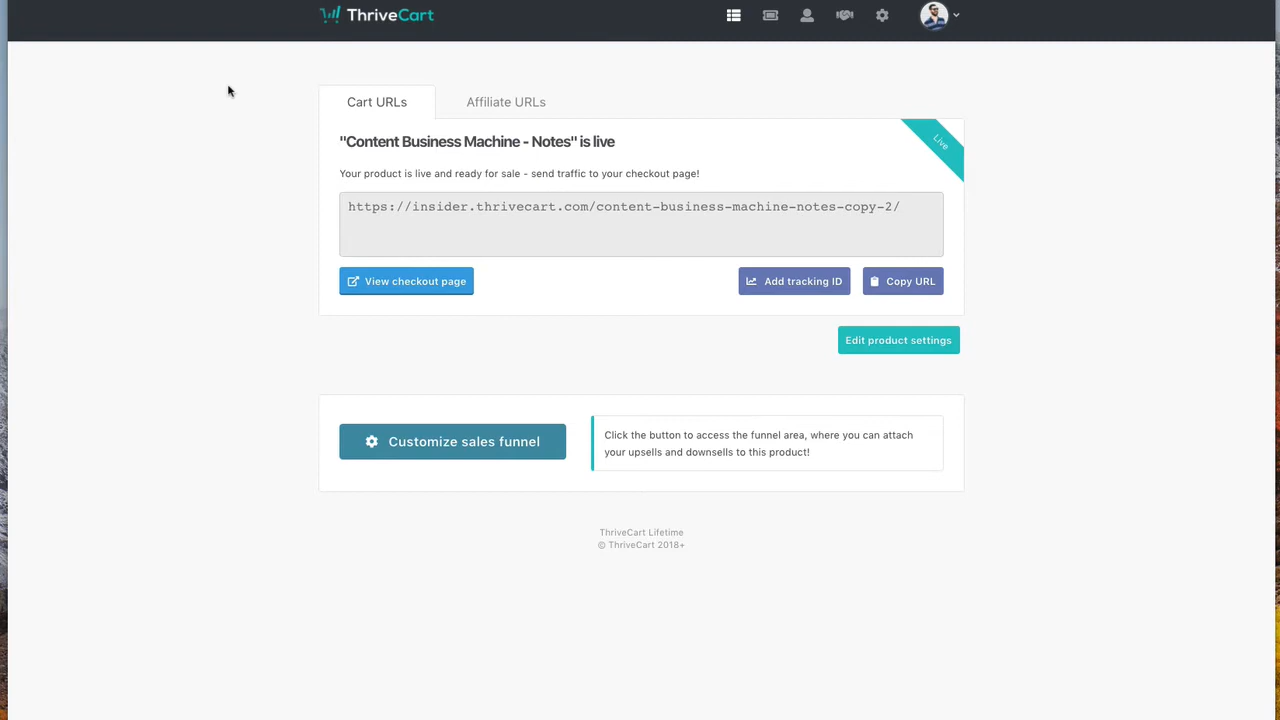 ThriveCart
Cart URLs
Affiliate URLs
"Content Business Machine - Notes" is live
Live
Your product is live and ready for sale - send traffic to your checkout page!
https://insider.thrivecart.com/content-business-machine-notes-copy-2/
View checkout page
Add tracking ID
Copy URL
Edit product settings
Customize sales funnel
Click the button to access the funnel area, where you can attach
your upsells and downsells to this product!
ThriveCart Lifetime
© ThriveCart 2018+